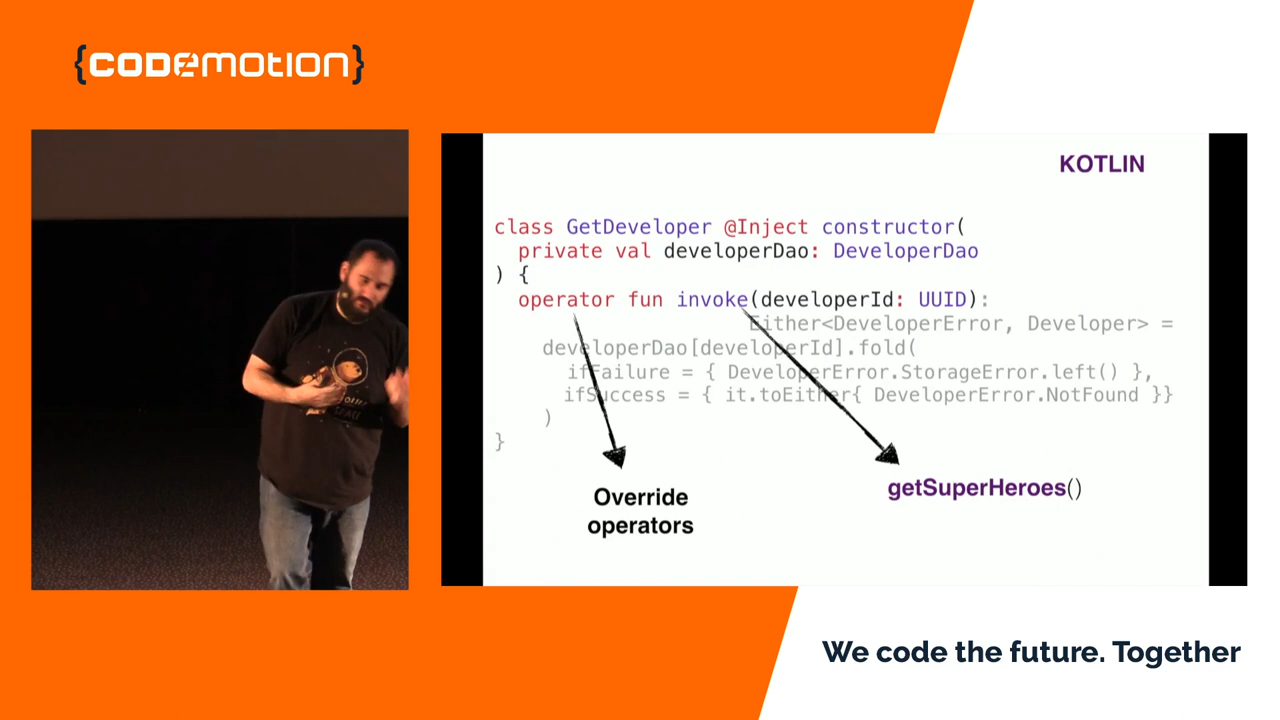 {CODEMOTION}
KOTLIN
class GetDeveloper @Inject constructor(
private val developerDao: DeveloperDao
) {
operator fun invoke(developerId: UUID):
Either<DeveloperError, Developer> =
developerDao[developerId].fold(
ifFailure = { DeveloperError.StorageError.left() },
ifSuccess = { it.toEither{ DeveloperError.NotFound }}
)
}
Override
operators
getSuperHeroes()
SPACE
We code the future. Together